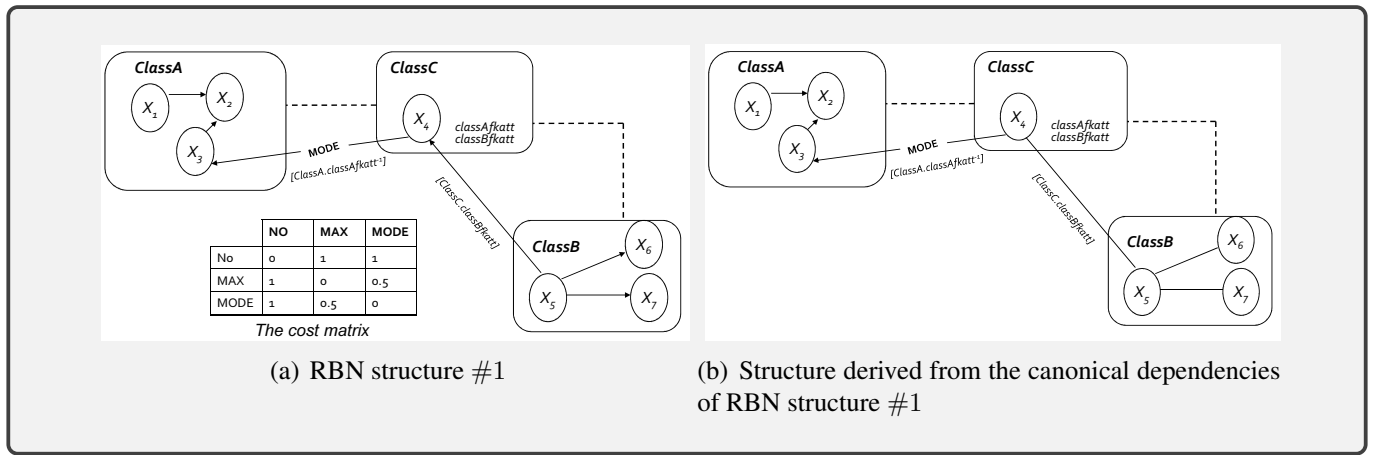 ClassA
X1
X2
X3
ClassC
X4
classAfkatt
classBfkatt
MODE
[ClassA.classAfkatt⁻¹]
[ClassC.classBfkatt]
ClassB
X6
X5
X7
NO MAX MODE
No 0 1 1
MAX 1 0 0.5
MODE 1 0.5 0
The cost matrix
(a) RBN structure #1
ClassA
X1
X2
X3
ClassC
X4
classAfkatt
classBfkatt
MODE
[ClassA.classAfkatt⁻¹]
[ClassC.classBfkatt]
ClassB
X6
X5
X7
(b) Structure derived from the canonical dependencies
of RBN structure #1